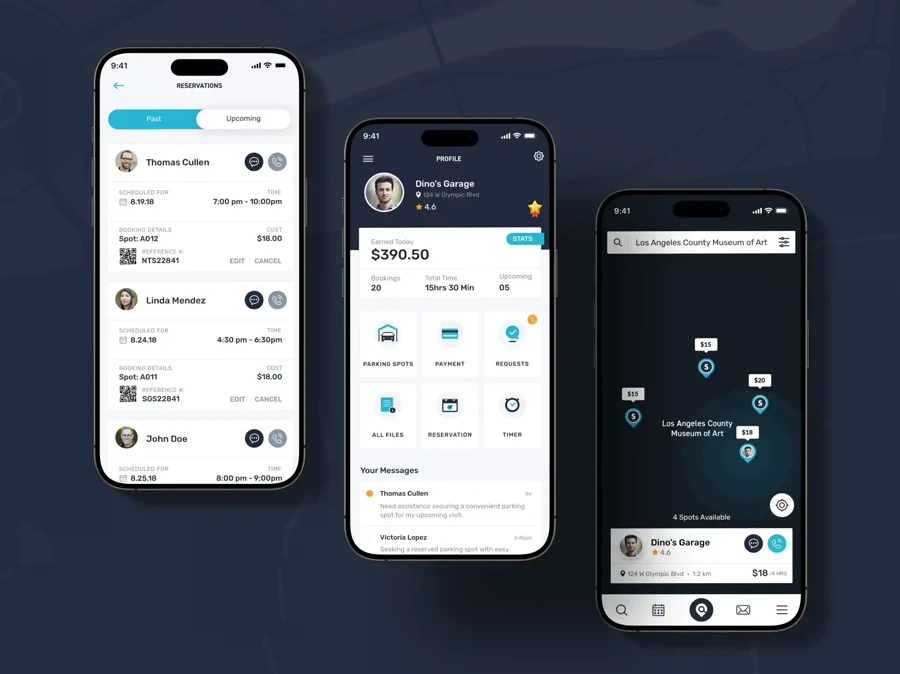 9:41
RESERVATIONS
Past
Upcoming
Thomas Cullen
SCHEDULED FOR
TIME
8.19.18
7:00 pm - 10:00pm
BOOKING DETAILS
COST
Spot: A012
$18.00
REFERENCE #:
NTS22841
EDIT
CANCEL
Linda Mendez
SCHEDULED FOR
TIME
8.24.18
4:30 pm - 6:30pm
BOOKING DETAILS
COST
Spot: A011
$18.00
REFERENCE #:
SGS22841
EDIT
CANCEL
John Doe
SCHEDULED FOR
TIME
8.25.18
8:00 pm - 9:00pm
9:41
PROFILE
Dino's Garage
124 W Olympic Blvd
4.6
STATS
Earned Today
$390.50
Bookings
Total Time
Upcoming
20
15hrs 30 Min
05
PARKING SPOTS
PAYMENT
REQUESTS
ALL FILES
RESERVATION
TIMER
Your Messages
Thomas Cullen
Need assistance securing a convenient parking
spot for my upcoming visit.
Victoria Lopez
3:45pm
Seeking a reserved parking spot with easy
9:41
Los Angeles County Museum of Art
$15
$20
$15
Los Angeles County
Museum of Art
$18
4 Spots Available
Dino's Garage
4.6
124 W Olympic Blvd • 1.2 km
$18 /4 HRS